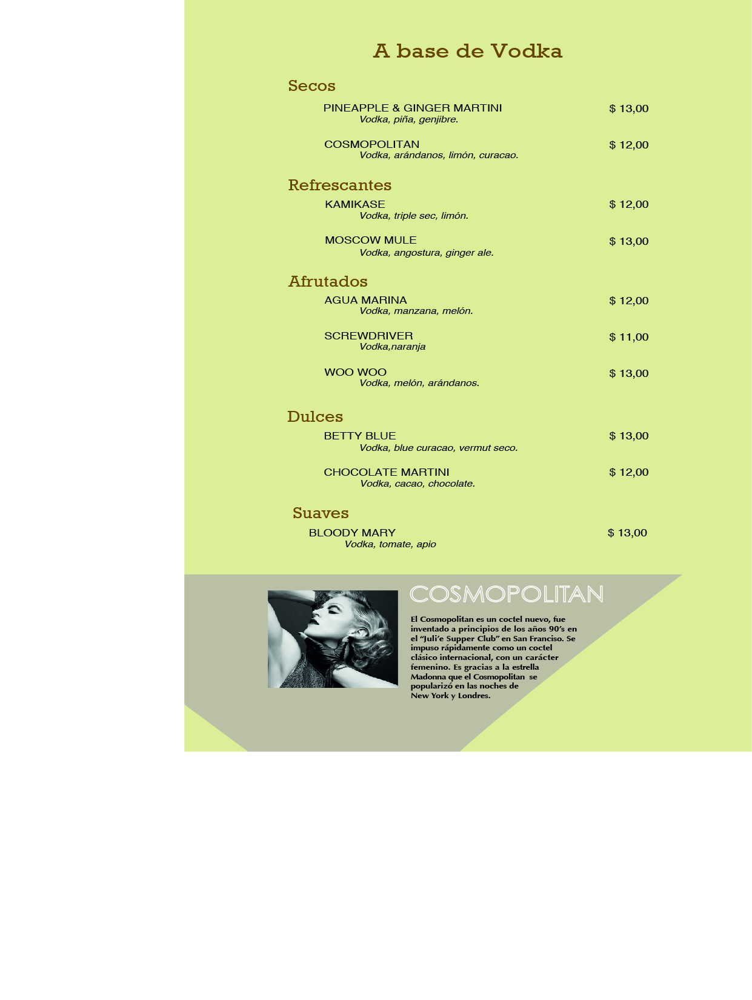 A base de Vodka
Secos
PINEAPPLE & GINGER MARTINI $ 13,00
Vodka, piña, genjibre.
COSMOPOLITAN $ 12,00
Vodka, arándanos, limón, curacao.
Refrescantes
KAMIKASE $ 12,00
Vodka, triple sec, limón.
MOSCOW MULE $ 13,00
Vodka, angostura, ginger ale.
Afrutados
AGUA MARINA $ 12,00
Vodka, manzana, melón.
SCREWDRIVER $ 11,00
Vodka,naranja
WOO WOO $ 13,00
Vodka, melón, arándanos.
Dulces
BETTY BLUE $ 13,00
Vodka, blue curacao, vermut seco.
CHOCOLATE MARTINI $ 12,00
Vodka, cacao, chocolate.
Suaves
BLOODY MARY $ 13,00
Vodka, tomate, apio
COSMOPOLITAN
El Cosmopolitan es un coctel nuevo, fue
inventado a principios de los años 90’s en
el “Juli’e Supper Club” en San Franciso. Se
impuso rápidamente como un coctel
clásico internacional, con un carácter
femenino. Es gracias a la estrella
Madonna que el Cosmopolitan se
popularizó en las noches de
New York y Londres.